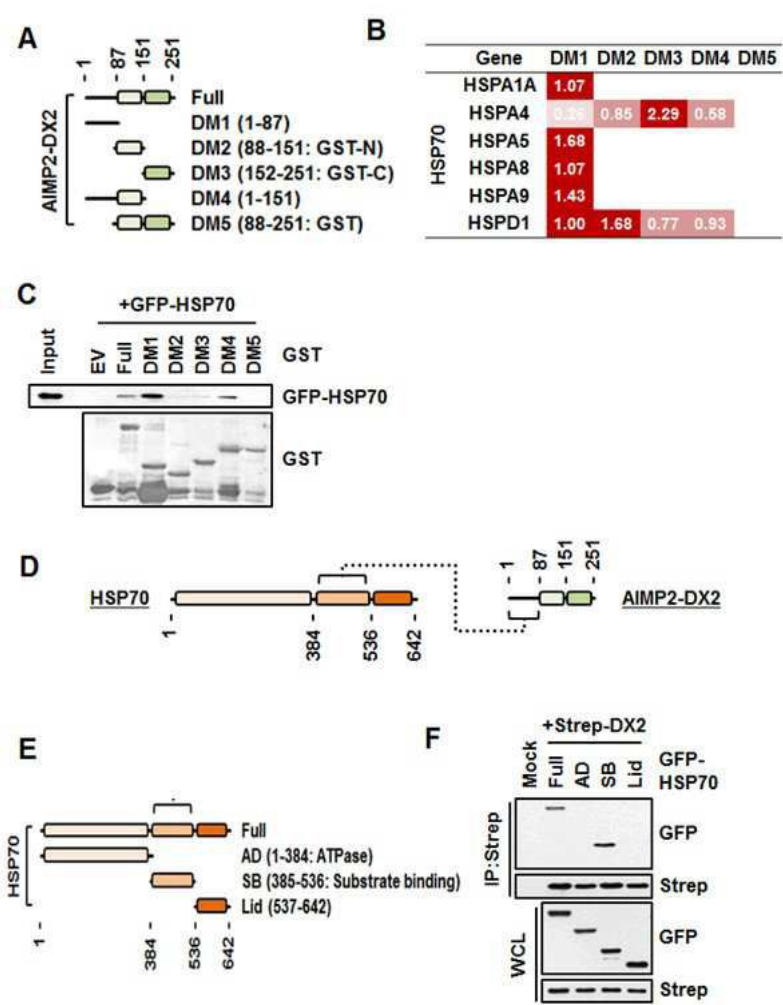 A
1
87
151
251
AIMP2-DX2
Full
DM1 (1-87)
DM2 (88-151: GST-N)
DM3 (152-251: GST-C)
DM4 (1-151)
DM5 (88-251: GST)
B
Gene DM1 DM2 DM3 DM4 DM5
HSP70
HSPA1A 1.07
HSPA4 0.26 0.85 2.29 0.58
HSPA5 1.68
HSPA8 1.07
HSPA9 1.43
HSPD1 1.00 1.68 0.77 0.93
C
+GFP-HSP70
Input EV Full DM1 DM2 DM3 DM4 DM5 GST
GFP-HSP70
GST
D
HSP70
1
384
536
642
1
87
151
251
AIMP2-DX2
E
HSP70
Full
AD (1-384: ATPase)
SB (385-536: Substrate binding)
Lid (537-642)
1
384
536
642
F
+Strep-DX2
Mock Full AD SB Lid GFP-
HSP70
IP:Strep
GFP
Strep
WCL
GFP
Strep